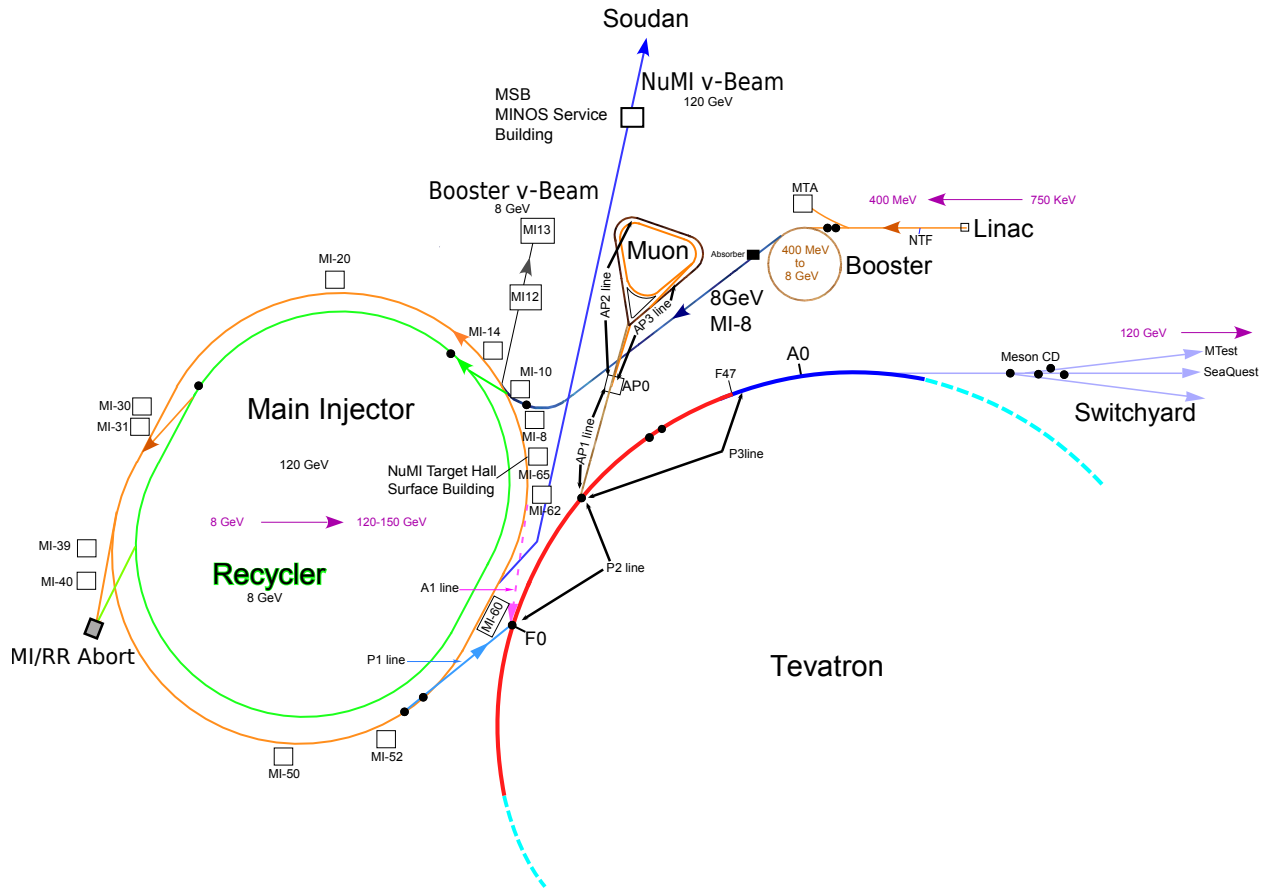 Soudan
NuMI v-Beam
120 GeV
MSB
MINOS Service
Building
Booster v-Beam
8 GeV
MI13
MI12
MTA
400 MeV
750 KeV
NTF
Linac
Muon
Absorber
400 MeV
to
8 GeV
Booster
AP2 line
AP3 line
8GeV
MI-8
MI-20
MI-14
MI-10
AP0
F47
A0
120 GeV
Meson CD
MTest
SeaQuest
Switchyard
MI-30
MI-31
Main Injector
MI-8
AP1 line
P3line
120 GeV
NuMI Target Hall
Surface Building
MI-65
MI-62
8 GeV
120-150 GeV
MI-39
MI-40
Recycler
8 GeV
A1 line
P2 line
MI-60
F0
MI/RR Abort
P1 line
Tevatron
MI-52
MI-50